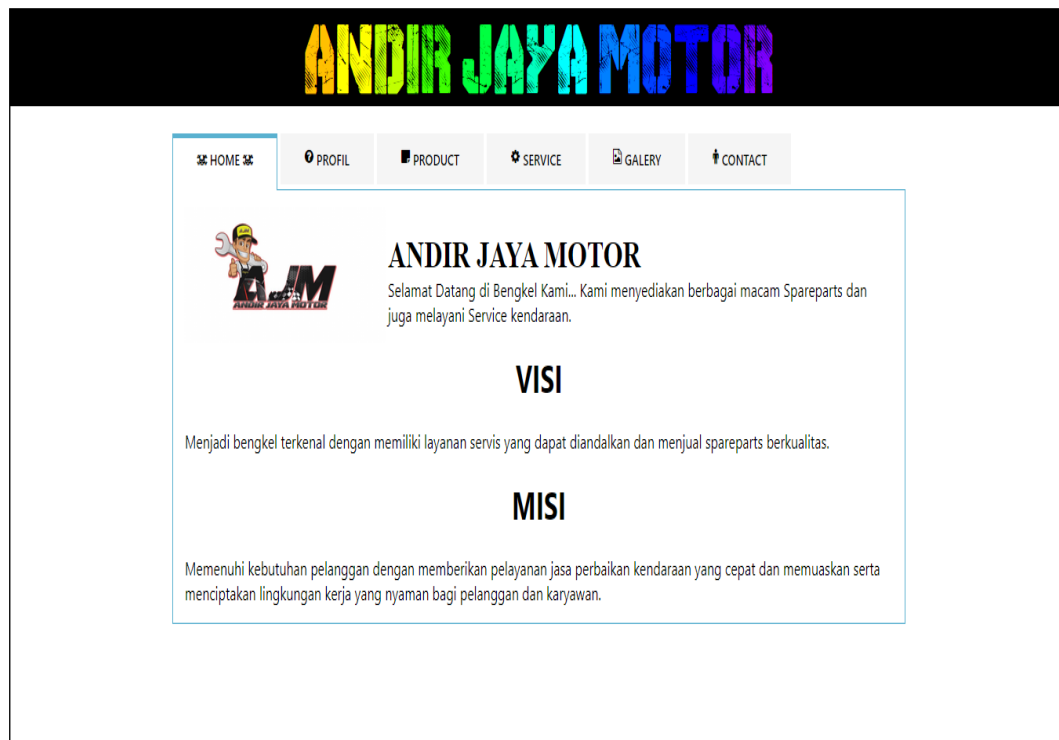 ANDIR JAYA MOTOR
HOME
PROFIL
PRODUCT
SERVICE
GALERY
CONTACT
AJM
ANDIR JAYA MOTOR
ANDIR JAYA MOTOR
Selamat Datang di Bengkel Kami... Kami menyediakan berbagai macam Spareparts dan
juga melayani Service kendaraan.
VISI
Menjadi bengkel terkenal dengan memiliki layanan servis yang dapat diandalkan dan menjual spareparts berkualitas.
MISI
Memenuhi kebutuhan pelanggan dengan memberikan pelayanan jasa perbaikan kendaraan yang cepat dan memuaskan serta
menciptakan lingkungan kerja yang nyaman bagi pelanggan dan karyawan.